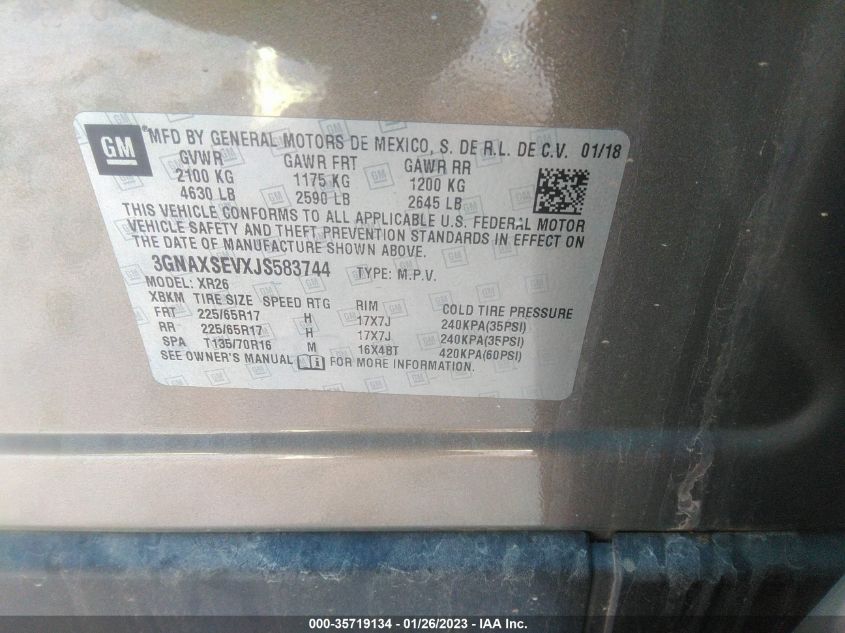 GM ® MFD BY GENERAL MOTORS DE MEXICO, S. DE R.L. DE C.V. 01/18
GVWR GAWR FRT GAWR RR
2100 KG 1175 KG 1200 KG
4630 LB 2590 LB 2645 LB
THIS VEHICLE CONFORMS TO ALL APPLICABLE U.S. FEDERAL MOTOR
VEHICLE SAFETY AND THEFT PREVENTION STANDARDS IN EFFECT ON
THE DATE OF MANUFACTURE SHOWN ABOVE.
3GNAXSEVXJS583744 TYPE: M.P.V.
MODEL: XR26
XBKM TIRE SIZE SPEED RTG RIM COLD TIRE PRESSURE
FRT 225/65R17 H 17X7J 240KPA(35PSI)
RR 225/65R17 H 17X7J 240KPA(35PSI)
SPA T135/70R16 M 16X4BT 420KPA(60PSI)
SEE OWNER'S MANUAL FOR MORE INFORMATION.
000-35719134 - 01/26/2023 - IAA Inc.